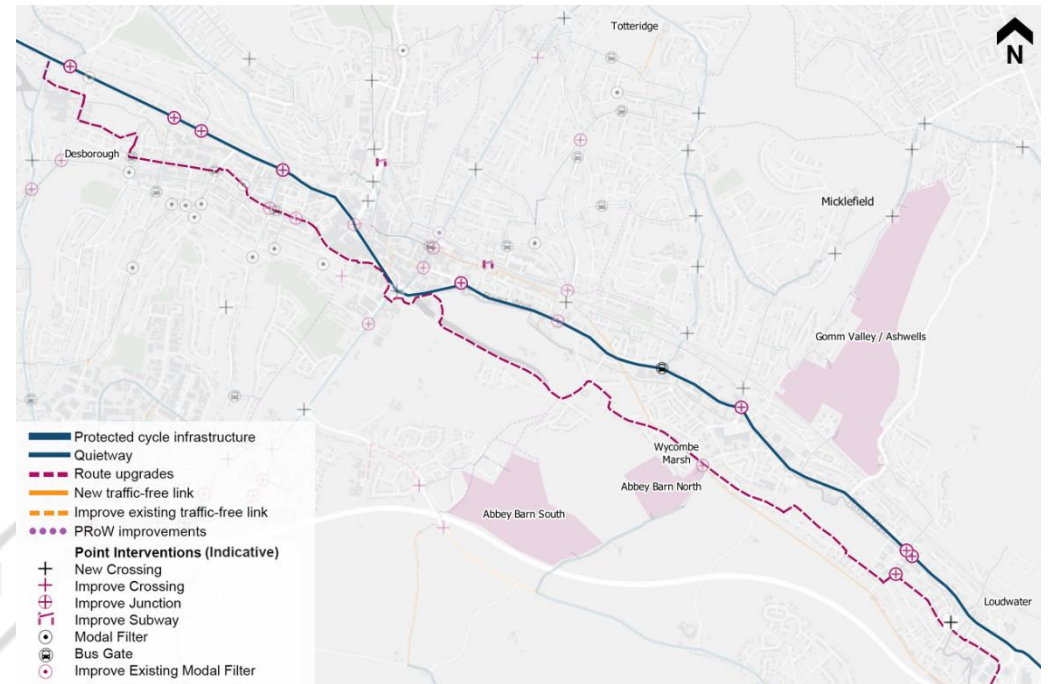 Totteridge
N
Desborough
Micklefield
Gomm Valley / Ashwells
Wycombe
Marsh
Abbey Barn North
Abbey Barn South
Loudwater
Protected cycle infrastructure
Quietway
Route upgrades
New traffic-free link
Improve existing traffic-free link
PRoW improvements
Point Interventions (Indicative)
New Crossing
Improve Crossing
Improve Junction
Improve Subway
Modal Filter
Bus Gate
Improve Existing Modal Filter